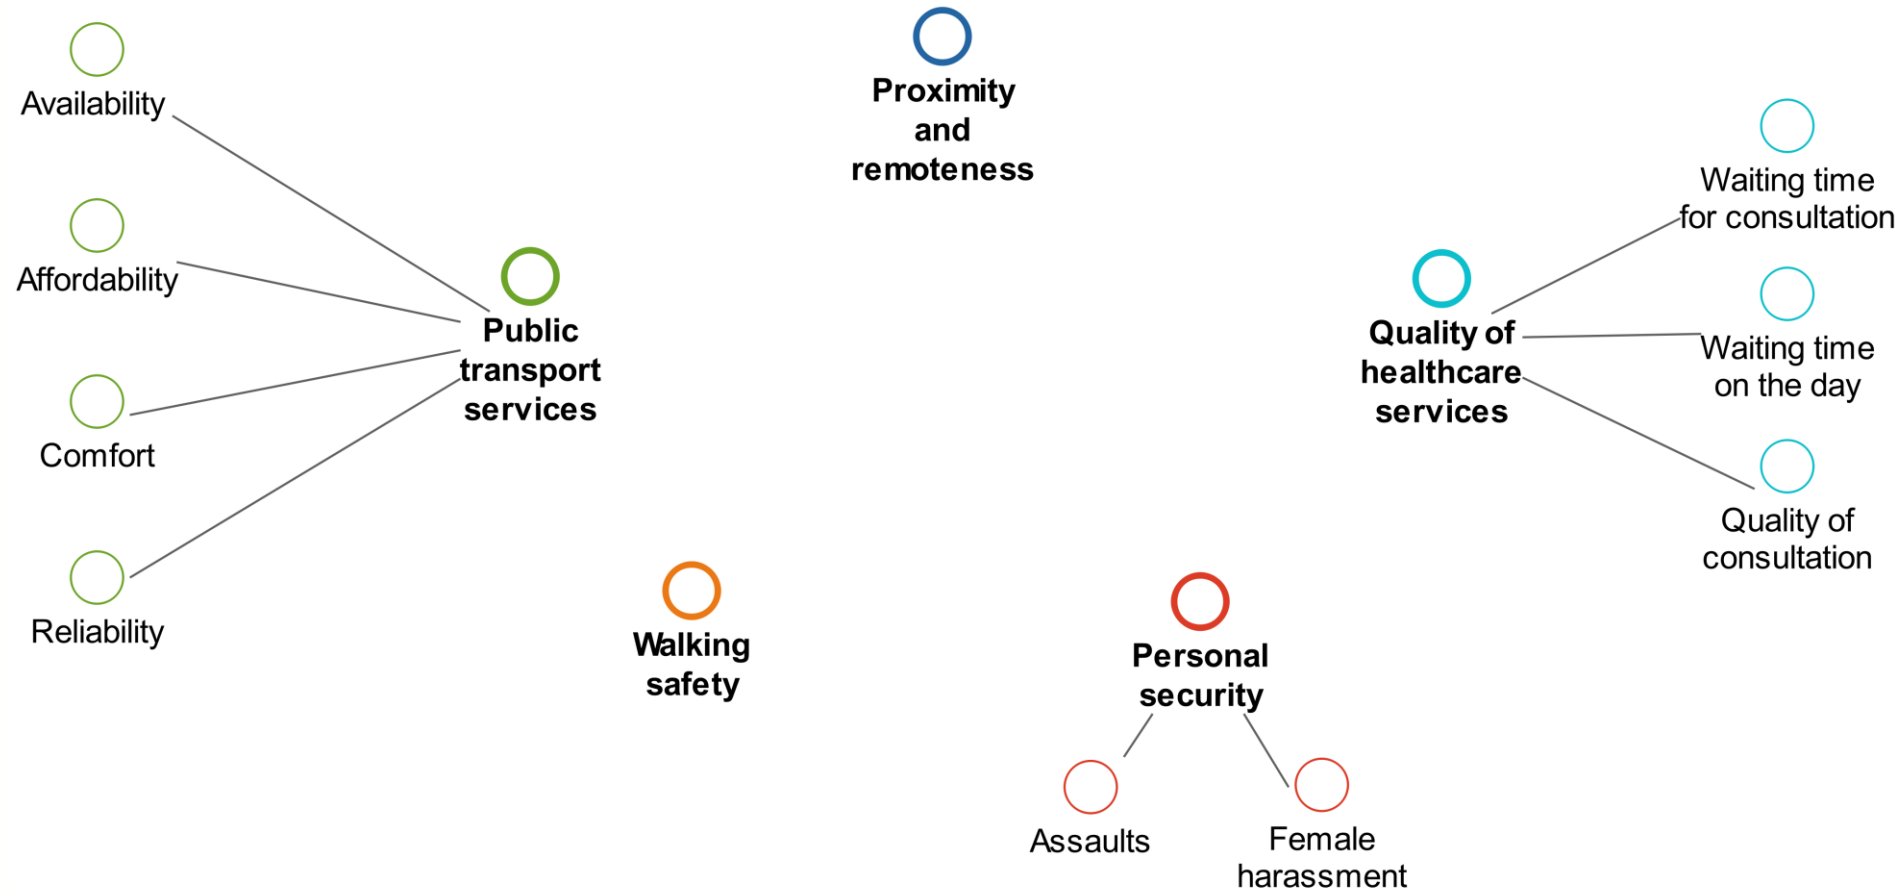 Availability
Affordability
Comfort
Reliability
Public
transport
services
Proximity
and
remoteness
Walking
safety
Personal
security
Assaults
Female
harassment
Quality of
healthcare
services
Waiting time
for consultation
Waiting time
on the day
Quality of
consultation